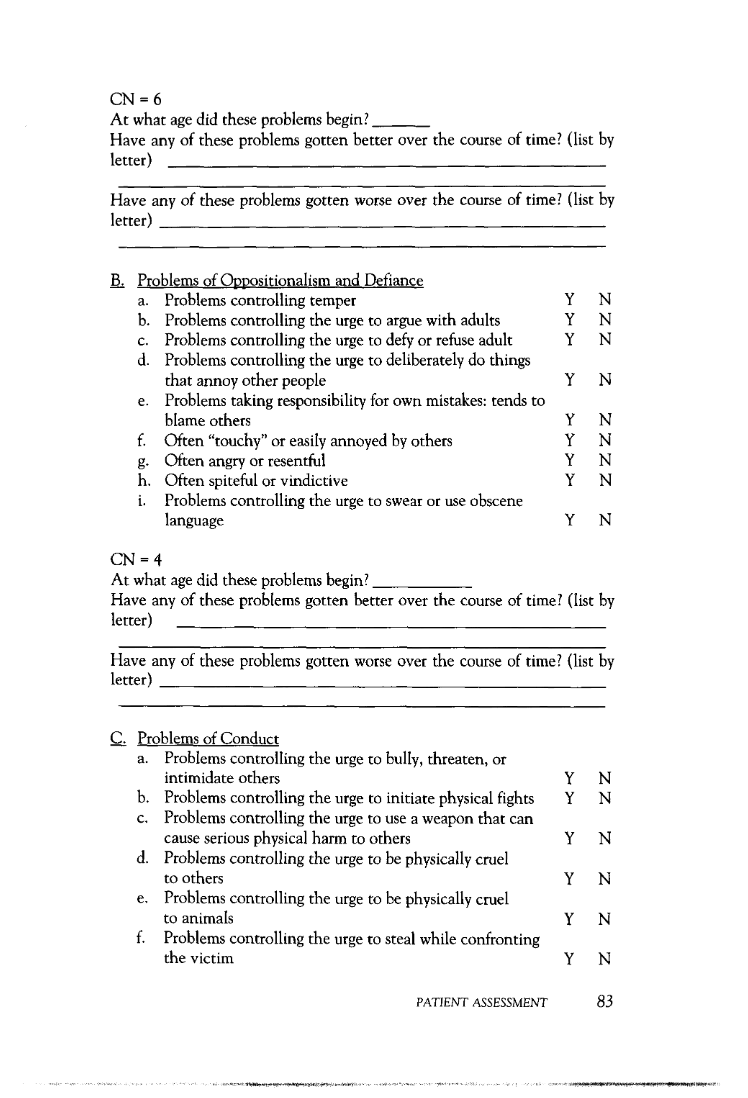 CN = 6
At what age did these problems begin? ______
Have any of these problems gotten better over the course of time? (list by
letter) ______
Have any of these problems gotten worse over the course of time? (list by
letter) ______
B. Problems of Oppositionalism and Defiance
a. Problems controlling temper Y N
b. Problems controlling the urge to argue with adults Y N
c. Problems controlling the urge to defy or refuse adult Y N
d. Problems controlling the urge to deliberately do things
that annoy other people Y N
e. Problems taking responsibility for own mistakes: tends to
blame others Y N
f. Often “touchy” or easily annoyed by others Y N
g. Often angry or resentful Y N
h. Often spiteful or vindictive Y N
i. Problems controlling the urge to swear or use obscene
language Y N
CN = 4
At what age did these problems begin? ______
Have any of these problems gotten better over the course of time? (list by
letter) ______
Have any of these problems gotten worse over the course of time? (list by
letter) ______
C. Problems of Conduct
a. Problems controlling the urge to bully, threaten, or
intimidate others Y N
b. Problems controlling the urge to initiate physical fights Y N
c. Problems controlling the urge to use a weapon that can
cause serious physical harm to others Y N
d. Problems controlling the urge to be physically cruel
to others Y N
e. Problems controlling the urge to be physically cruel
to animals Y N
f. Problems controlling the urge to steal while confronting
the victim Y N
PATIENT ASSESSMENT 83